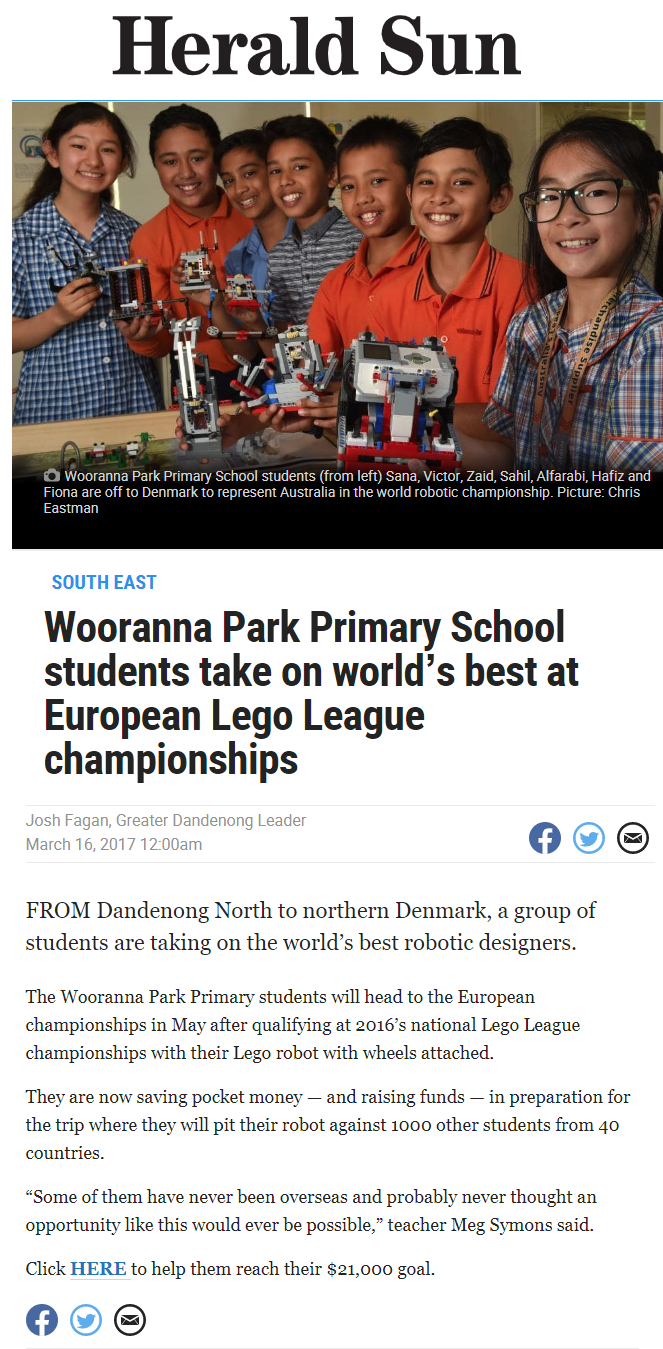 Herald Sun
Australia's
Merchandise Supplier
Wooranna Park Primary School students (from left) Sana, Victor, Zaid, Sahil, Alfarabi, Hafiz and
Fiona are off to Denmark to represent Australia in the world robotic championship. Picture: Chris
Eastman
SOUTH EAST
Wooranna Park Primary School
students take on world’s best at
European Lego League
championships
Josh Fagan, Greater Dandenong Leader
March 16, 2017 12:00am
FROM Dandenong North to northern Denmark, a group of
students are taking on the world’s best robotic designers.
The Wooranna Park Primary students will head to the European
championships in May after qualifying at 2016’s national Lego League
championships with their Lego robot with wheels attached.
They are now saving pocket money — and raising funds — in preparation for
the trip where they will pit their robot against 1000 other students from 40
countries.
“Some of them have never been overseas and probably never thought an
opportunity like this would ever be possible,” teacher Meg Symons said.
Click HERE to help them reach their $21,000 goal.